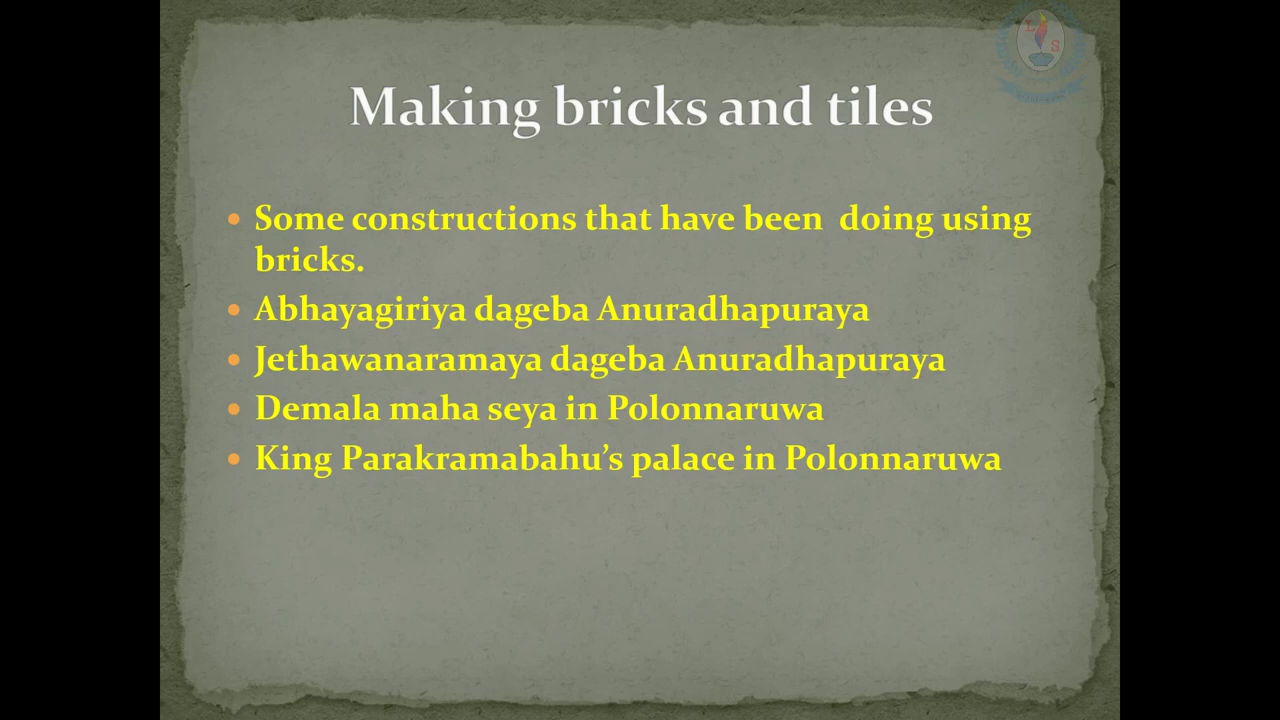 L
S
Making bricks and tiles
Some constructions that have been doing using
bricks.
Abhayagiriya dageba Anuradhapuraya
Jethawanaramaya dageba Anuradhapuraya
Demala maha seya in Polonnaruwa
King Parakramabahu’s palace in Polonnaruwa